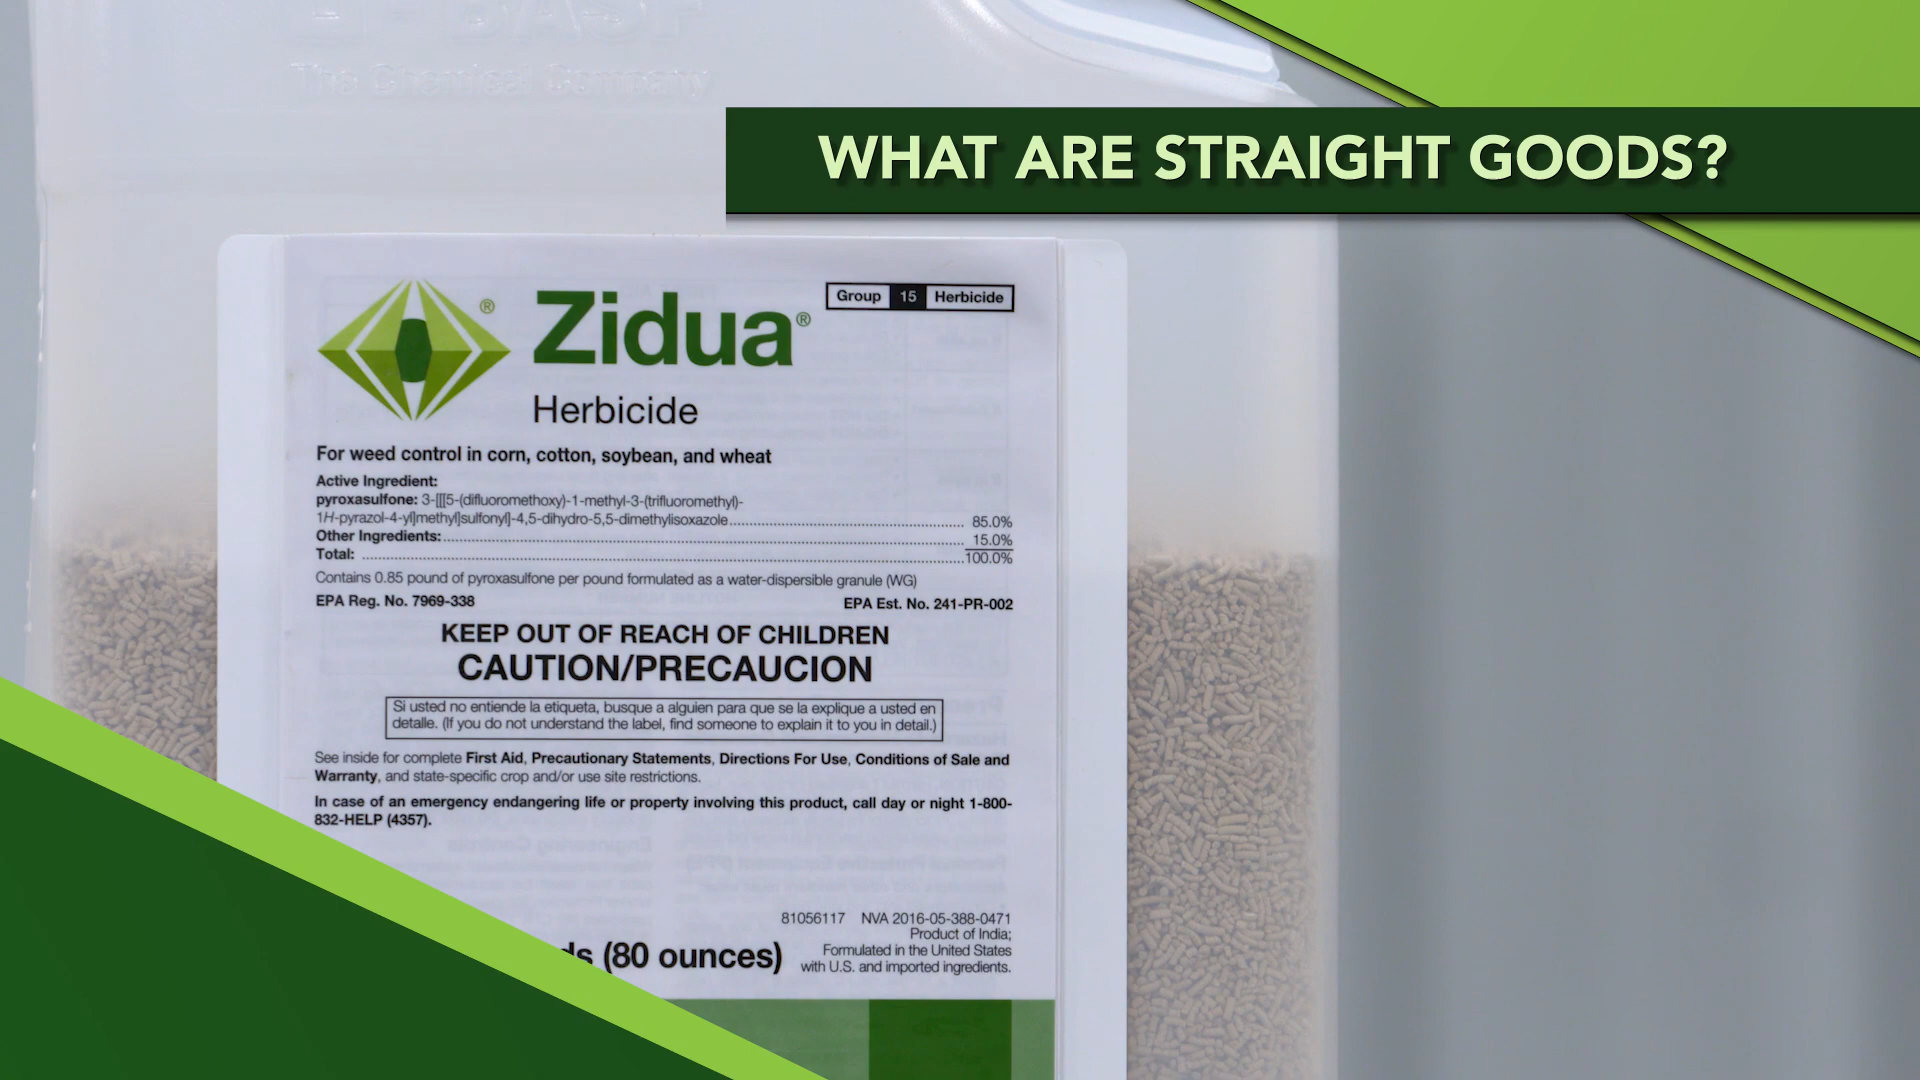 BASF
The Chemical Company
WHAT ARE STRAIGHT GOODS?
® Zidua®
Group 15 Herbicide
Herbicide
For weed control in corn, cotton, soybean, and wheat
Active Ingredient:
pyroxasulfone: 3-[[[5-(difluoromethoxy)-1-methyl-3-(trifluoromethyl)-
1H-pyrazol-4-yl]methyl]sulfonyl]-4,5-dihydro-5,5-dimethylisoxazole........ 85.0%
Other Ingredients:........ 15.0%
Total: ........ 100.0%
Contains 0.85 pound of pyroxasulfone per pound formulated as a water-dispersible granule (WG)
EPA Reg. No. 7969-338 EPA Est. No. 241-PR-002
KEEP OUT OF REACH OF CHILDREN
CAUTION/PRECAUCION
Si usted no entiende la etiqueta, busque a alguien para que se la explique a usted en
detalle. (If you do not understand the label, find someone to explain it to you in detail.)
See inside for complete First Aid, Precautionary Statements, Directions For Use, Conditions of Sale and
Warranty, and state-specific crop and/or use site restrictions.
In case of an emergency endangering life or property involving this product, call day or night 1-800-
832-HELP (4357).
81056117 NVA 2016-05-388-0471
Product of India;
Formulated in the United States
with U.S. and imported ingredients.
(80 ounces)